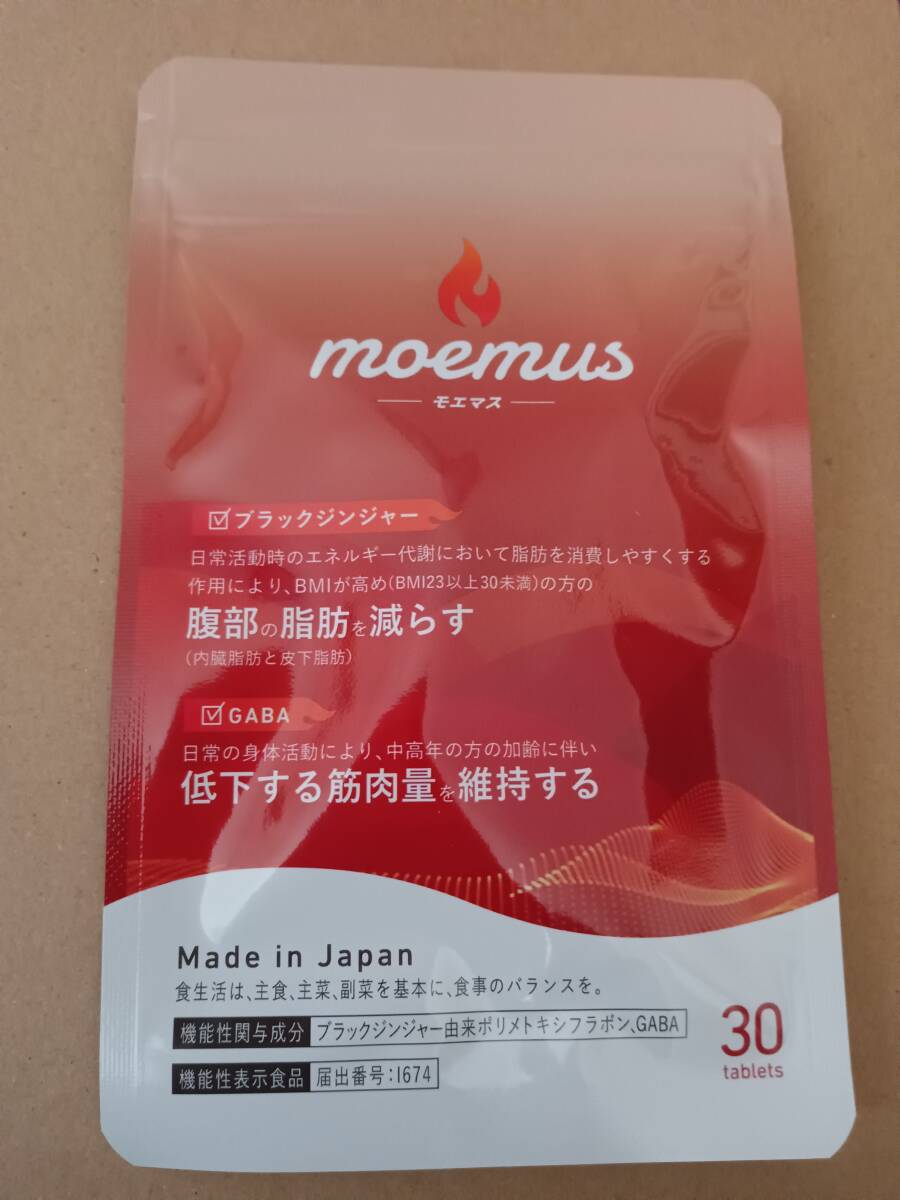 moemus
モエマス
ブラックジンジャー
日常活動時のエネルギー代謝において脂肪を消費しやすくする
作用により、BMIが高め(BMI23以上30未満)の方の
腹部の脂肪を減らす
(内臓脂肪と皮下脂肪)
GABA
日常の身体活動により、中高年の方の加齢に伴い
低下する筋肉量を維持する
Made in Japan
食生活は、主食、主菜、副菜を基本に、食事のバランスを。
機能性関与成分 ブラックジンジャー由来ポリメトキシフラボン、GABA
機能性表示食品 届出番号:I674
30
tablets